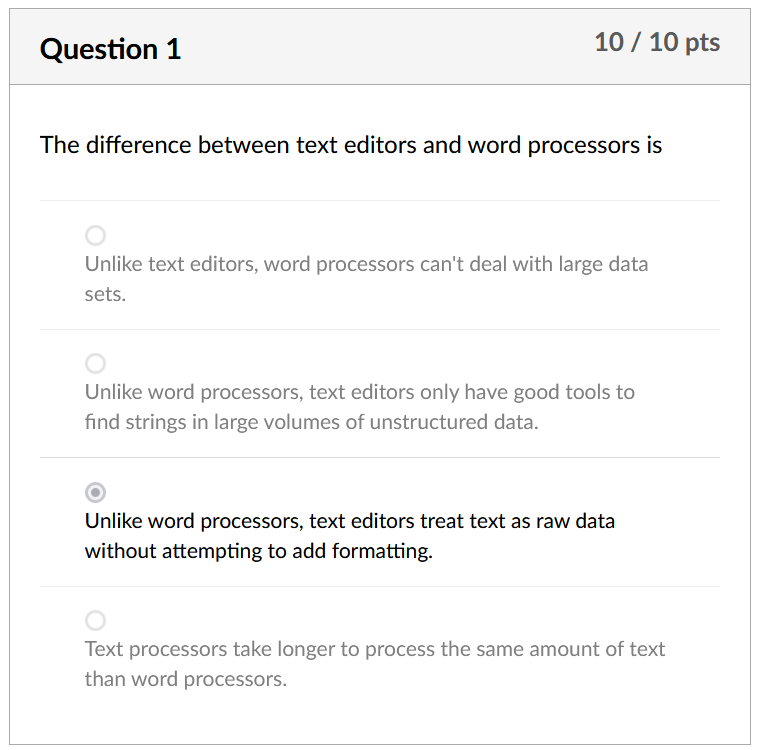 Question 1
10 / 10 pts
The difference between text editors and word processors is
Unlike text editors, word processors can't deal with large data
sets.
Unlike word processors, text editors only have good tools to
find strings in large volumes of unstructured data.
Unlike word processors, text editors treat text as raw data
without attempting to add formatting.
Text processors take longer to process the same amount of text
than word processors.